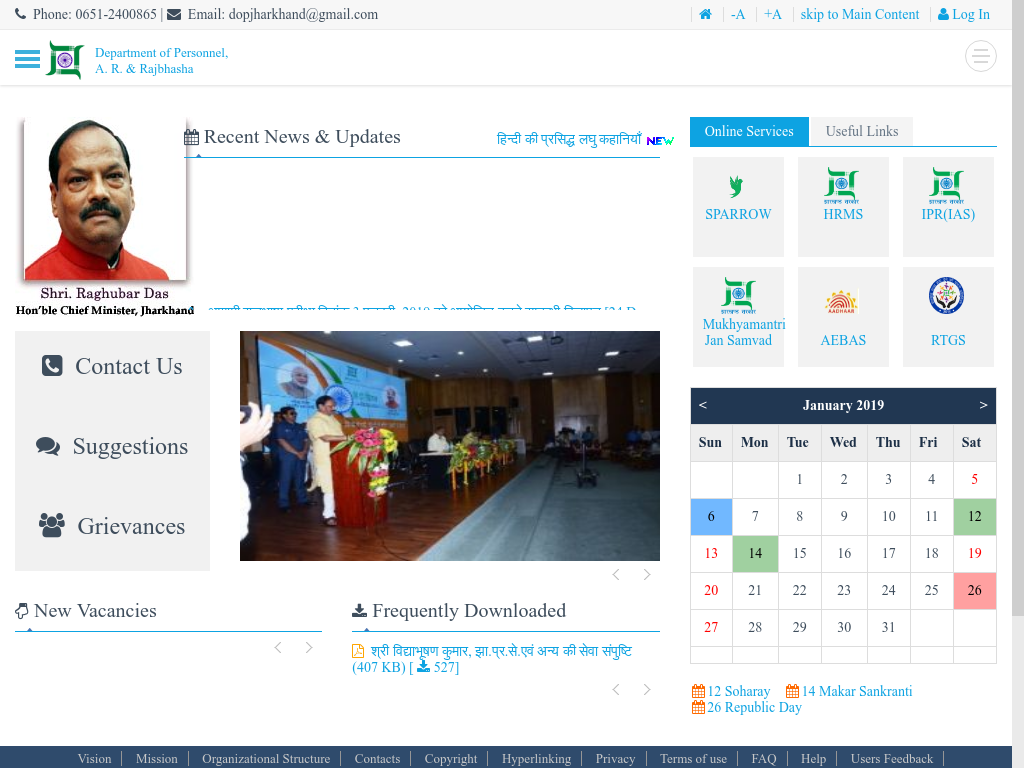 Phone: 0651-2400865 | Email: dopjharkhand@gmail.com
-A +A skip to Main Content Log In
Department of Personnel,
A. R. & Rajbhasha
Recent News & Updates
हिन्दी की प्रसिद्ध लघु कहानियाँ NEW
Shri. Raghubar Das
Hon'ble Chief Minister, Jharkhand
Contact Us
Suggestions
Grievances
New Vacancies
Frequently Downloaded
श्री विद्याभूषण कुमार, झा.प्र.से.एवं अन्य की सेवा संपुष्टि
(407 KB) [ 527]
Online Services Useful Links
SPARROW HRMS IPR(IAS)
Mukhyamantri
Jan Samvad AEBAS RTGS
< January 2019 >
Sun Mon Tue Wed Thu Fri Sat
1 2 3 4 5
6 7 8 9 10 11 12
13 14 15 16 17 18 19
20 21 22 23 24 25 26
27 28 29 30 31
12 Soharay 14 Makar Sankranti
26 Republic Day
Vision Mission Organizational Structure Contacts Copyright Hyperlinking Privacy Terms of use FAQ Help Users Feedback